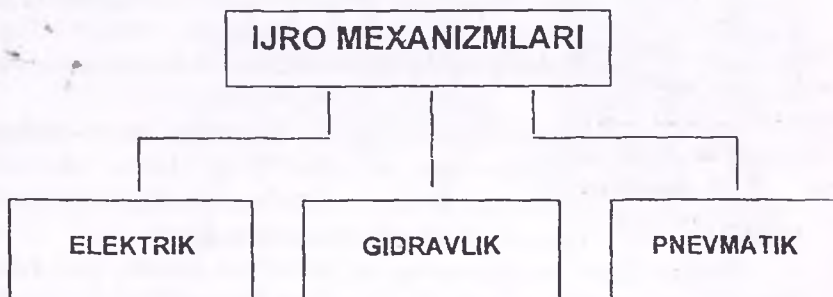 IJRO MEXANIZMLARI
ELEKTRIK
GIDRAVLIK
PNEVMATIK